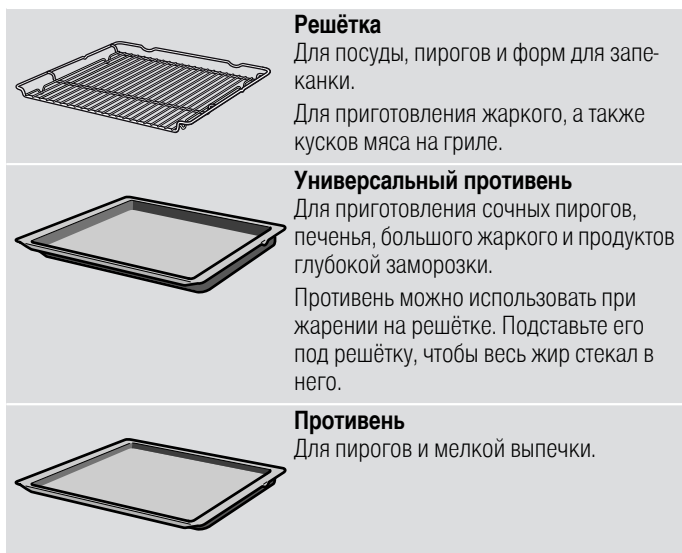 Решётка
Для посуды, пирогов и форм для запе-
канки.
Для приготовления жаркого, а также
кусков мяса на гриле.
Универсальный противень
Для приготовления сочных пирогов,
печенья, большого жаркого и продуктов
глубокой заморозки.
Противень можно использовать при
жарении на решётке. Подставьте его
под решётку, чтобы весь жир стекал в
него.
Противень
Для пирогов и мелкой выпечки.